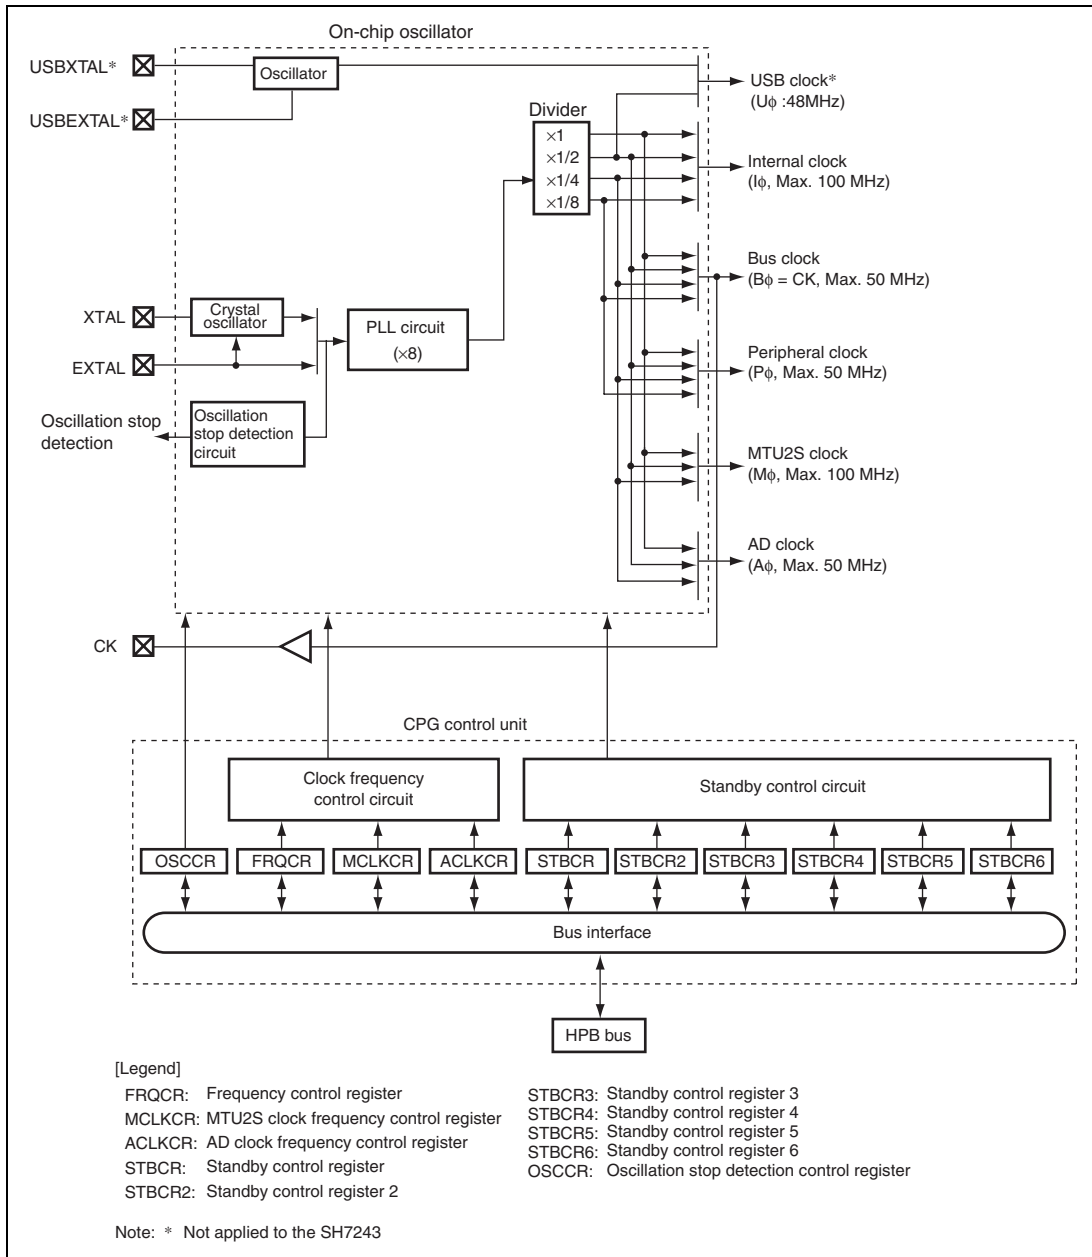 On-chip oscillator
USBXTAL*
Oscillator
USB clock*
(Uϕ :48MHz)
USBEXTAL*
Divider
×1
×1/2
×1/4
×1/8
Internal clock
(Iϕ, Max. 100 MHz)
Bus clock
(Bϕ = CK, Max. 50 MHz)
XTAL
Crystal
oscillator
PLL circuit
(×8)
EXTAL
Peripheral clock
(Pϕ, Max. 50 MHz)
Oscillation stop
detection
Oscillation
stop detection
circuit
MTU2S clock
(Mϕ, Max. 100 MHz)
AD clock
(Aϕ, Max. 50 MHz)
CK
CPG control unit
Clock frequency
control circuit
Standby control circuit
OSCCR
FRQCR
MCLKCR
ACLKCR
STBCR
STBCR2
STBCR3
STBCR4
STBCR5
STBCR6
Bus interface
HPB bus
[Legend]
FRQCR: Frequency control register
MCLKCR: MTU2S clock frequency control register
ACLKCR: AD clock frequency control register
STBCR: Standby control register
STBCR2: Standby control register 2
STBCR3: Standby control register 3
STBCR4: Standby control register 4
STBCR5: Standby control register 5
STBCR6: Standby control register 6
OSCCR: Oscillation stop detection control register
Note: * Not applied to the SH7243